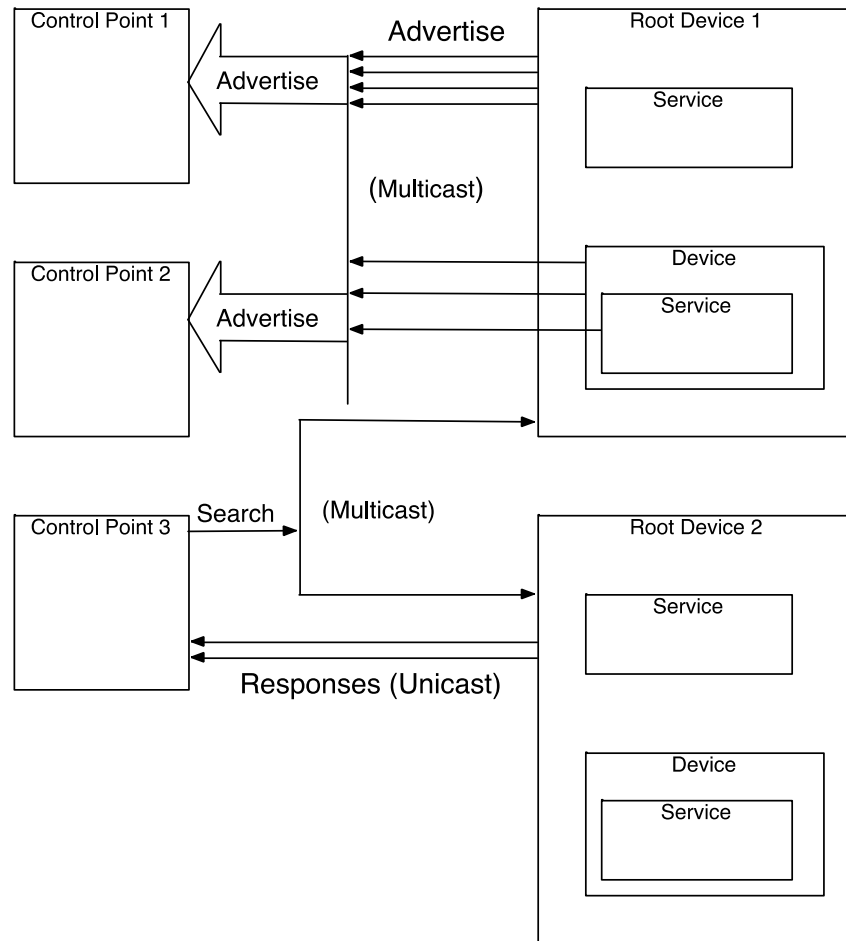 Control Point 1
Advertise
Root Device 1
Advertise
Service
(Multicast)
Control Point 2
Device
Advertise
Service
Control Point 3
Search
(Multicast)
Root Device 2
Service
Responses (Unicast)
Device
Service